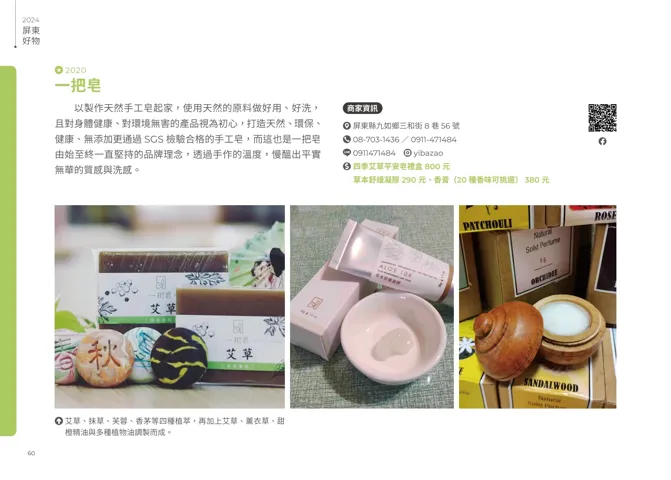 2024
屏東
好物
2020
一把皂
以製作天然手工皂起家，使用天然的原料做好用、好洗，
且對身體健康、對環境無害的產品視為初心，打造天然、環保、
健康、無添加更通過 SGS 檢驗合格的手工皂，而這也是一把皂
由始至終一直堅持的品牌理念，透過手作的溫度，慢醞出平實
無華的質感與洗感。
商家資訊
屏東縣九如鄉三和街 8 巷 56 號
08-703-1436 ／ 0911-471484
LINE 0911471484 yibazao
四季艾草平安皂禮盒 800 元
草本舒緩凝膠 290 元、香膏（20 種香味可挑選） 380 元
一把皂
艾草
一把皂
艾草
秋
ALOE
PATCHOULI
ROSE
Natural
Solid Perfume
ORCHIDEE
SANDALWOOD
Natural
Solid Perfume
艾草、抹草、芙蓉、香茅等四種植萃，再加上艾草、薰衣草、甜
橙精油與多種植物油調製而成。
60